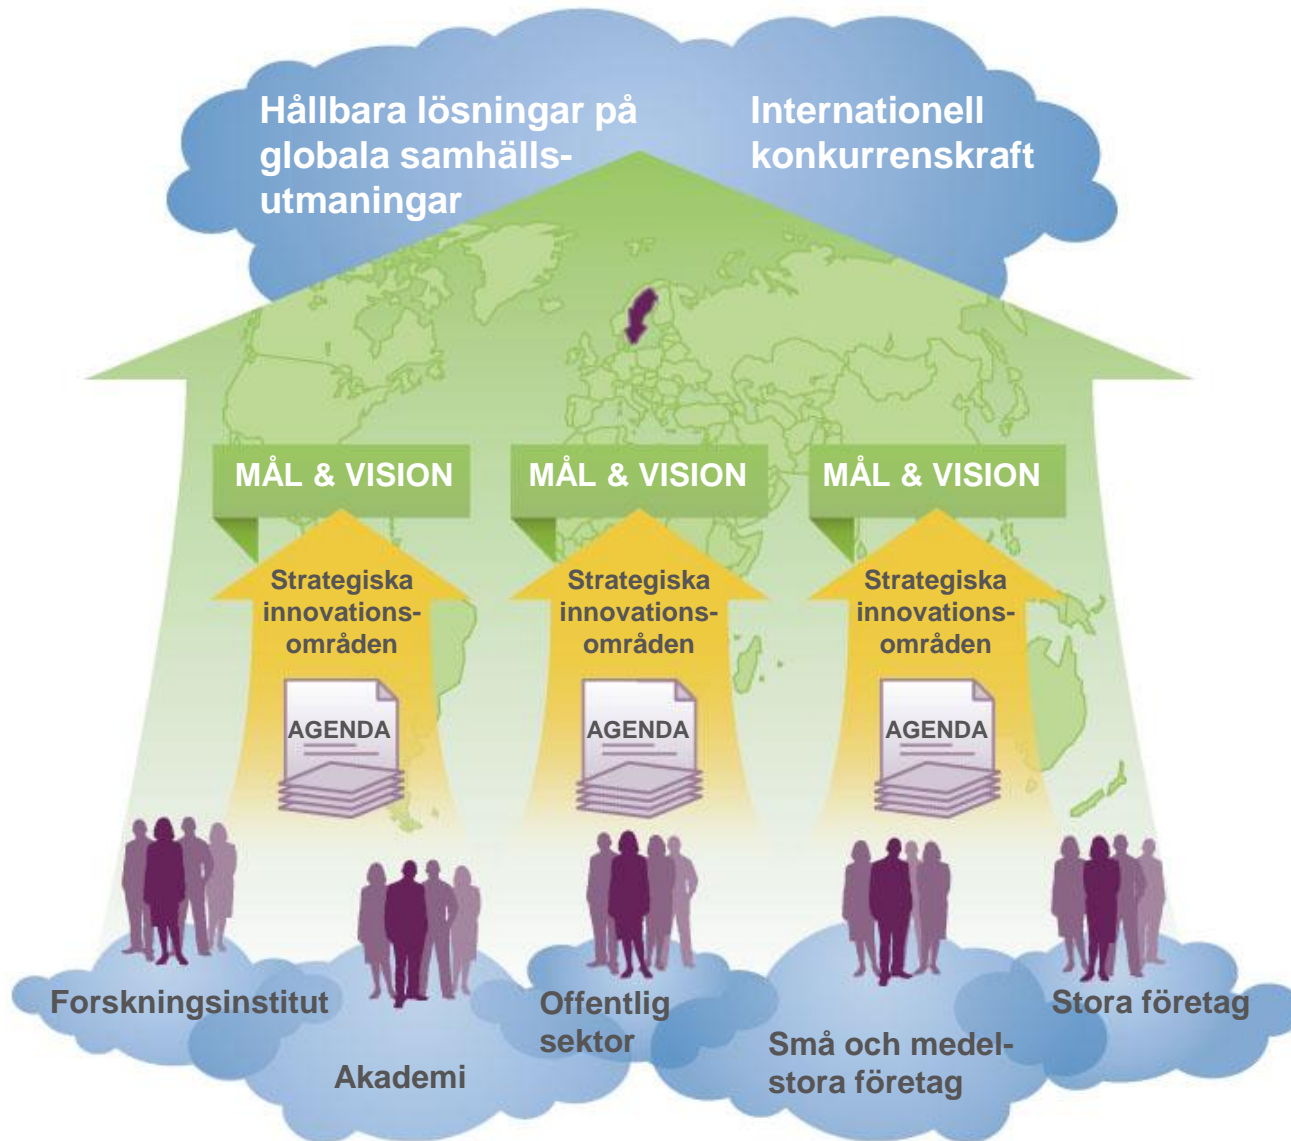 Hållbara lösningar på
globala samhälls-
utmaningar
Internationell
konkurrenskraft
MÅL & VISION
MÅL & VISION
MÅL & VISION
Strategiska
innovations-
områden
Strategiska
innovations-
områden
Strategiska
innovations-
områden
AGENDA
AGENDA
AGENDA
Forskningsinstitut
Akademi
Offentlig
sektor
Små och medel-
stora företag
Stora företag